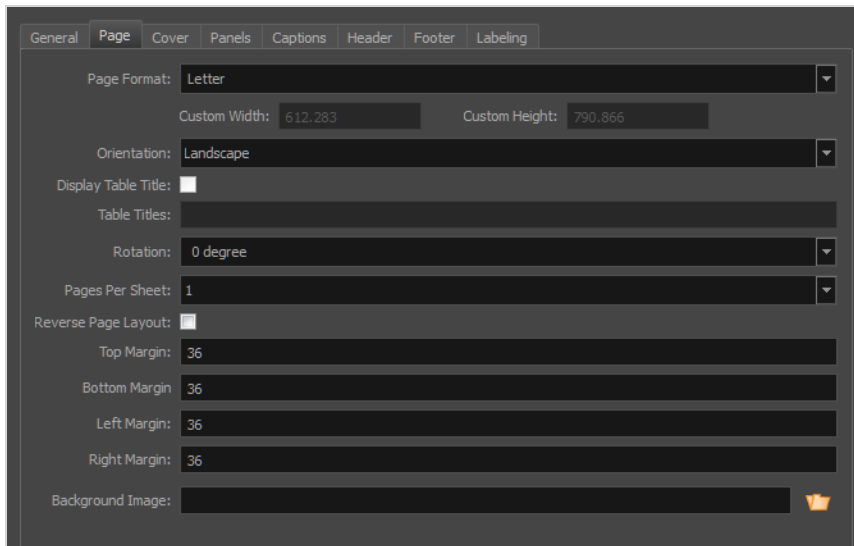 General Page Cover Panels Captions Header Footer Labeling
Page Format: Letter
Custom Width: 612.283 Custom Height: 790.866
Orientation: Landscape
Display Table Title:
Table Titles:
Rotation: 0 degree
Pages Per Sheet: 1
Reverse Page Layout:
Top Margin: 36
Bottom Margin 36
Left Margin: 36
Right Margin: 36
Background Image: